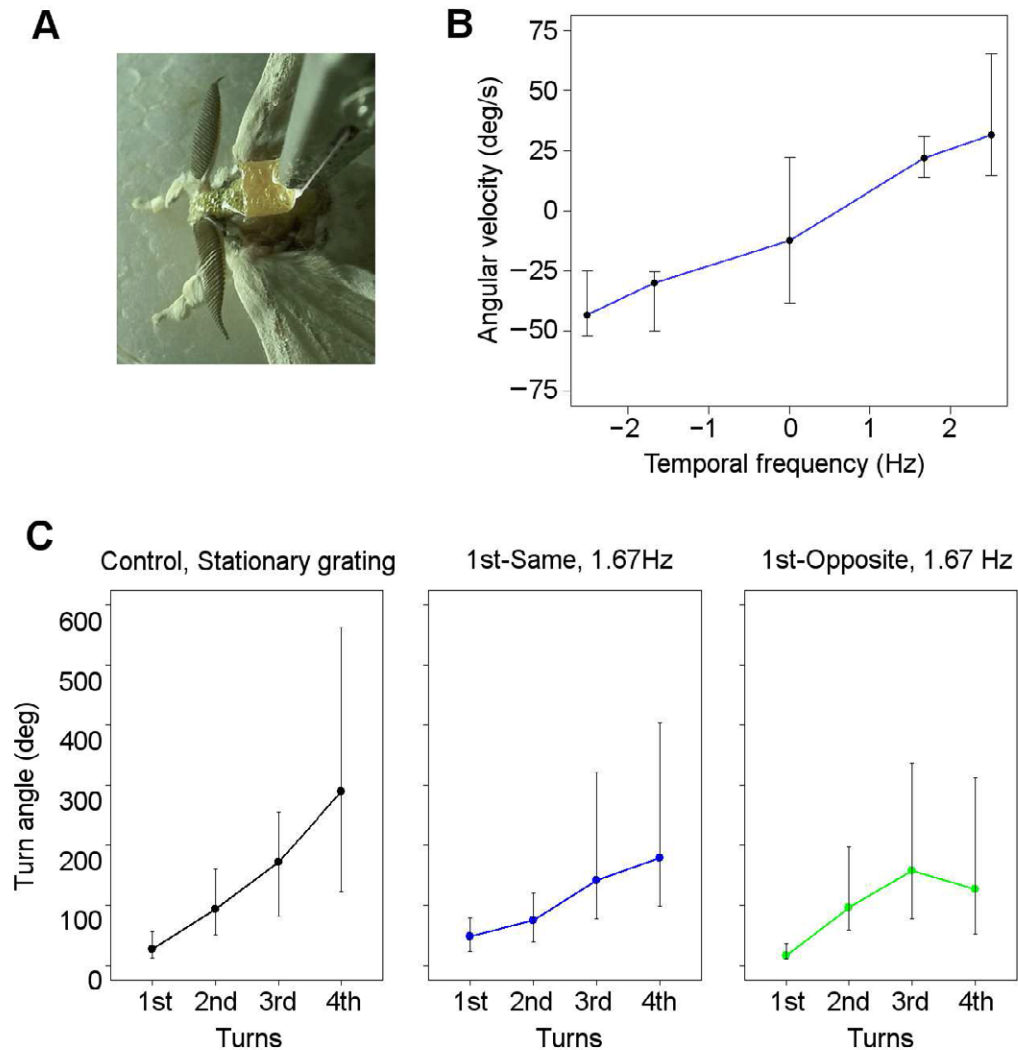 A
B
Angular velocity (deg/s)
75
50
25
0
−25
−50
−75
−2 −1 0 1 2
Temporal frequency (Hz)
C
Control, Stationary grating
1st-Same, 1.67Hz
1st-Opposite, 1.67 Hz
Turn angle (deg)
600
500
400
300
200
100
0
1st 2nd 3rd 4th
Turns
1st 2nd 3rd 4th
Turns
1st 2nd 3rd 4th
Turns